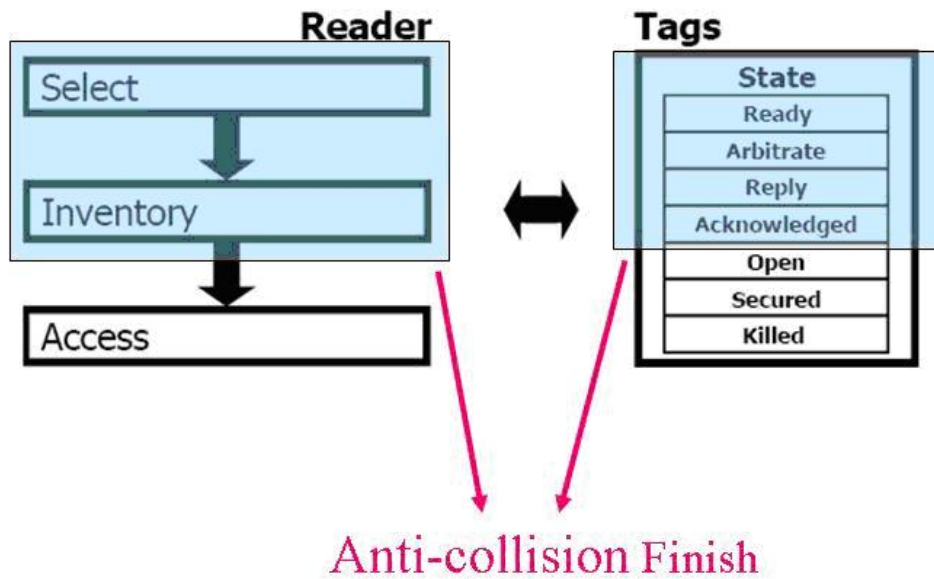 Reader
Select
Inventory
Access
Tags
State
Ready
Arbitrate
Reply
Acknowledged
Open
Secured
Killed
Anti-collision Finish